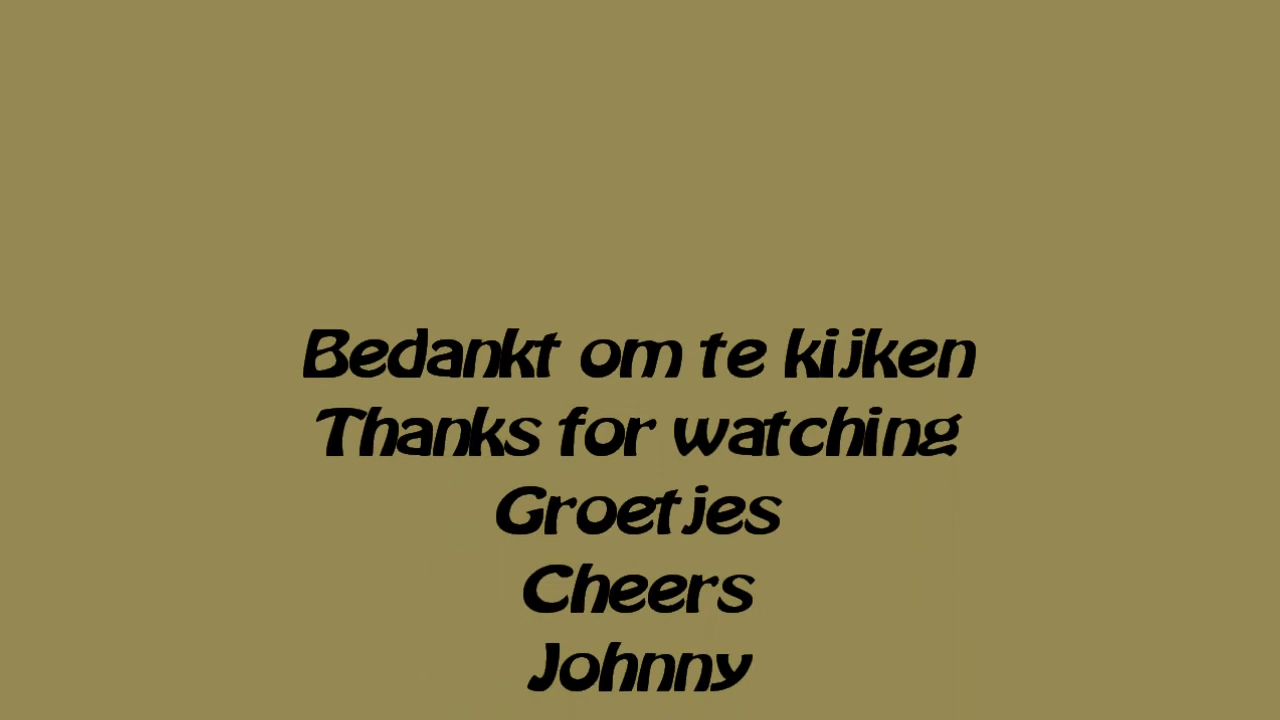 Bedankt om te kijken
Thanks for watching
Groetjes
Cheers
Johnny